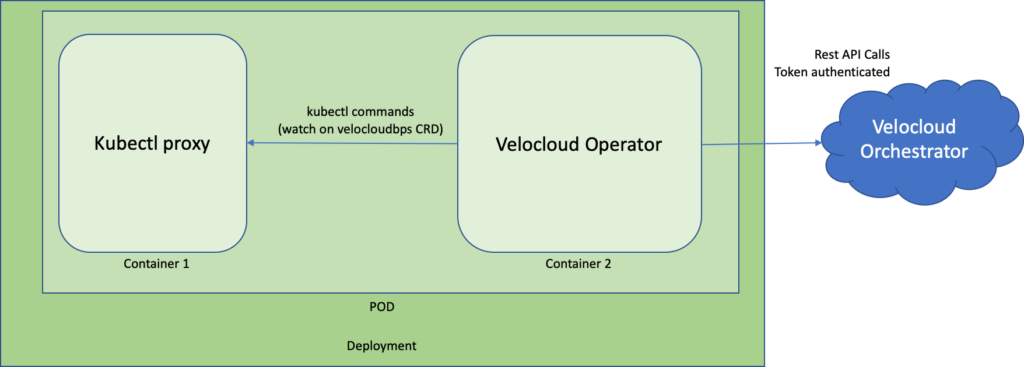 Rest API Calls
Token authenticated
kubectl commands
(watch on velocloudbps CRD)
Kubectl proxy
Velocloud Operator
Velocloud
Orchestrator
Container 1
Container 2
POD
Deployment